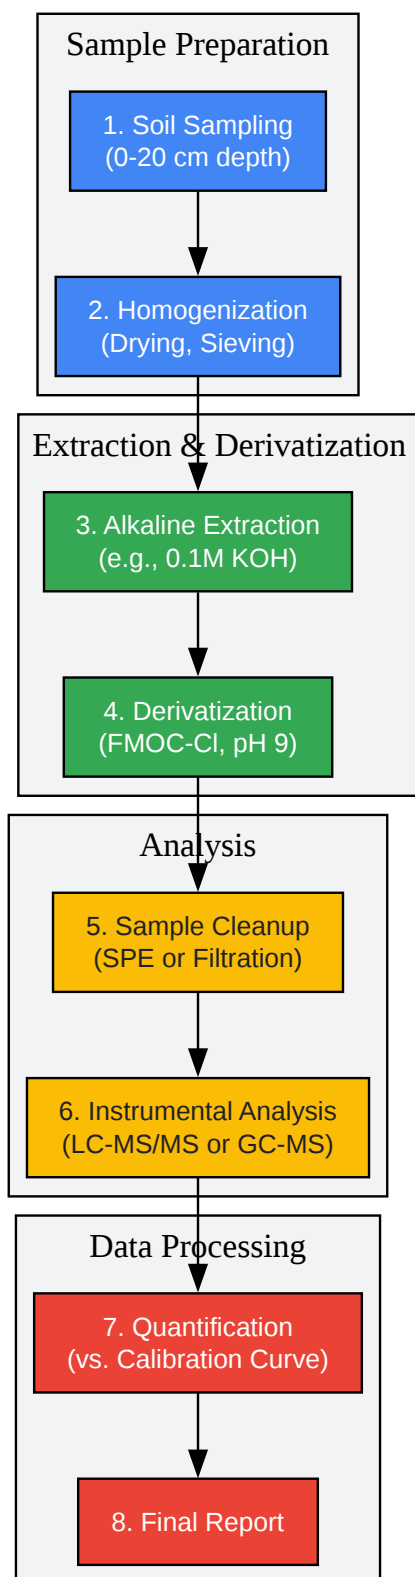 Sample Preparation
1. Soil Sampling
(0-20 cm depth)
2. Homogenization
(Drying, Sieving)
Extraction & Derivatization
3. Alkaline Extraction
(e.g., 0.1M KOH)
4. Derivatization
(FMOC-Cl, pH 9)
Analysis
5. Sample Cleanup
(SPE or Filtration)
6. Instrumental Analysis
(LC-MS/MS or GC-MS)
Data Processing
7. Quantification
(vs. Calibration Curve)
8. Final Report